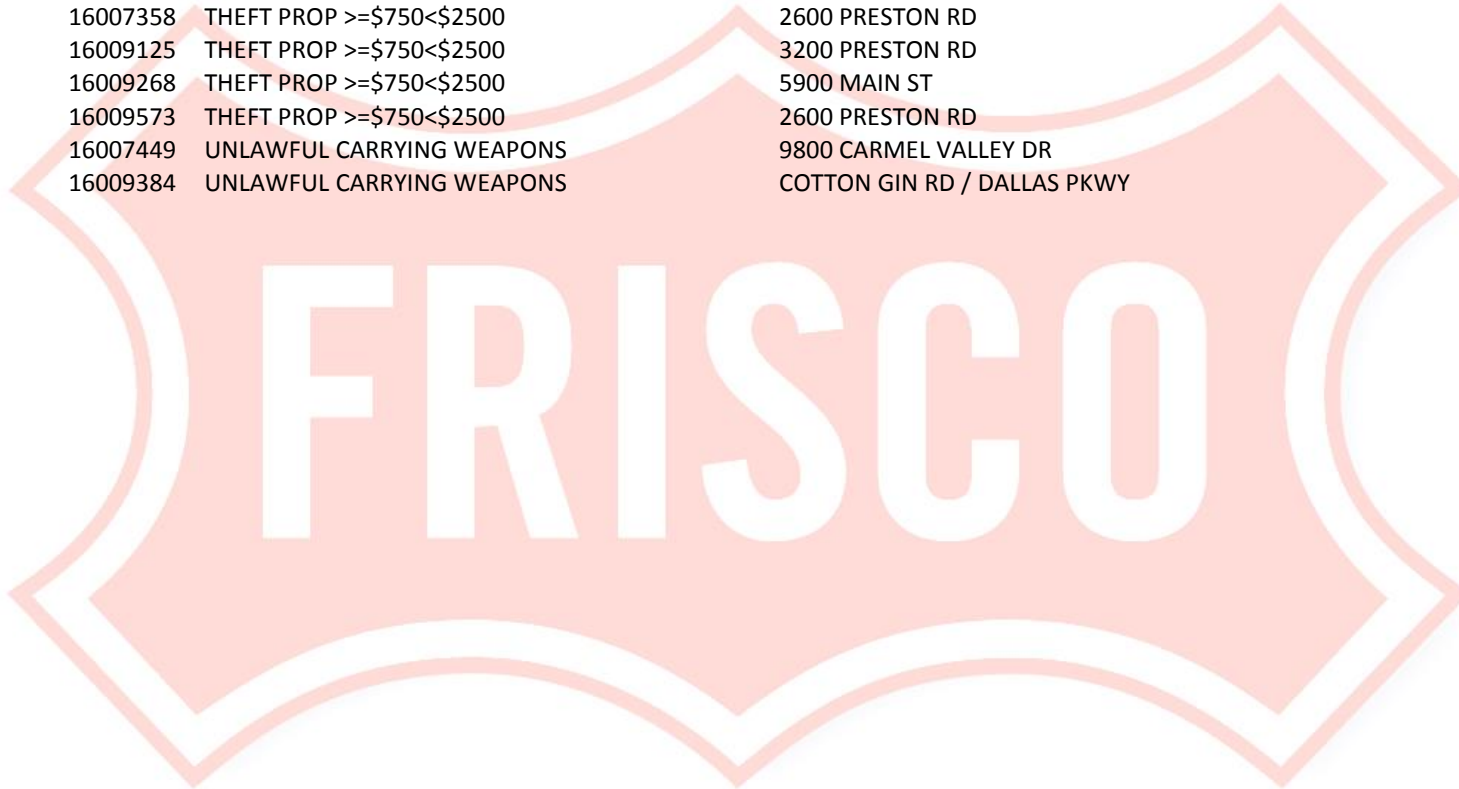 16007358 THEFT PROP >=$750<$2500 2600 PRESTON RD
16009125 THEFT PROP >=$750<$2500 3200 PRESTON RD
16009268 THEFT PROP >=$750<$2500 5900 MAIN ST
16009573 THEFT PROP >=$750<$2500 2600 PRESTON RD
16007449 UNLAWFUL CARRYING WEAPONS 9800 CARMEL VALLEY DR
16009384 UNLAWFUL CARRYING WEAPONS COTTON GIN RD / DALLAS PKWY
FRISCO